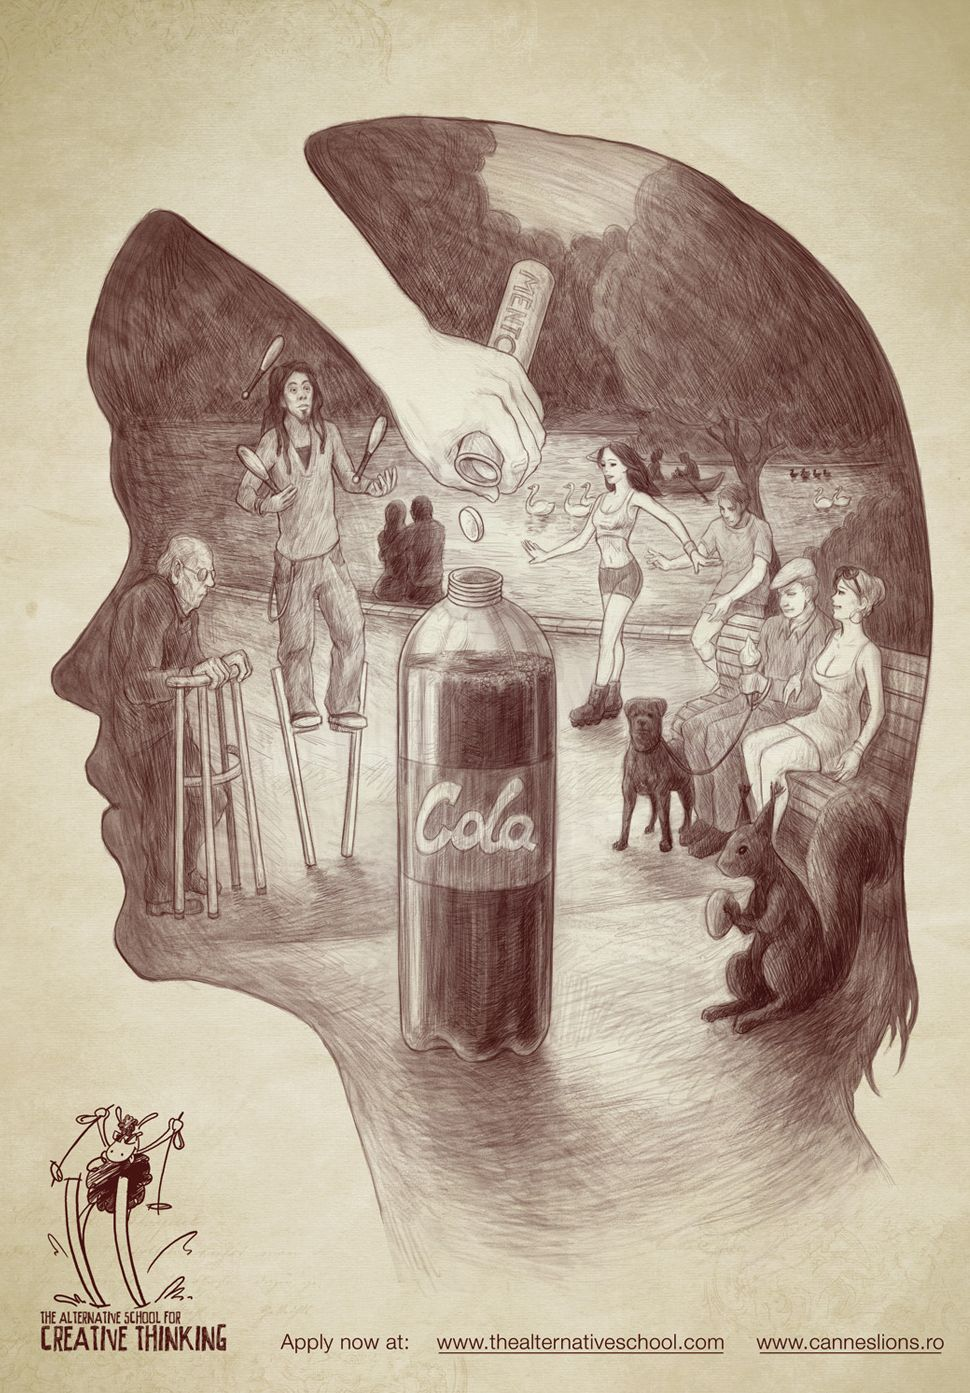 MENTO
Cola
THE ALTERNATIVE SCHOOL FOR
CREATIVE THINKING
Apply now at: www.thealternativeschool.com www.canneslions.ro